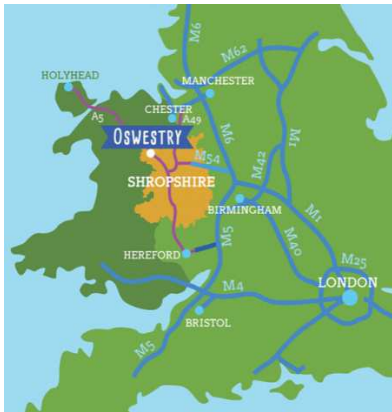 M6
M62
HOLYHEAD
MANCHESTER
A5
CHESTER
A49
M6
M1
OSWESTRY
M54
M42
SHROPSHIRE
BIRMINGHAM
M1
M5
M40
HEREFORD
M25
LONDON
M4
BRISTOL
M5